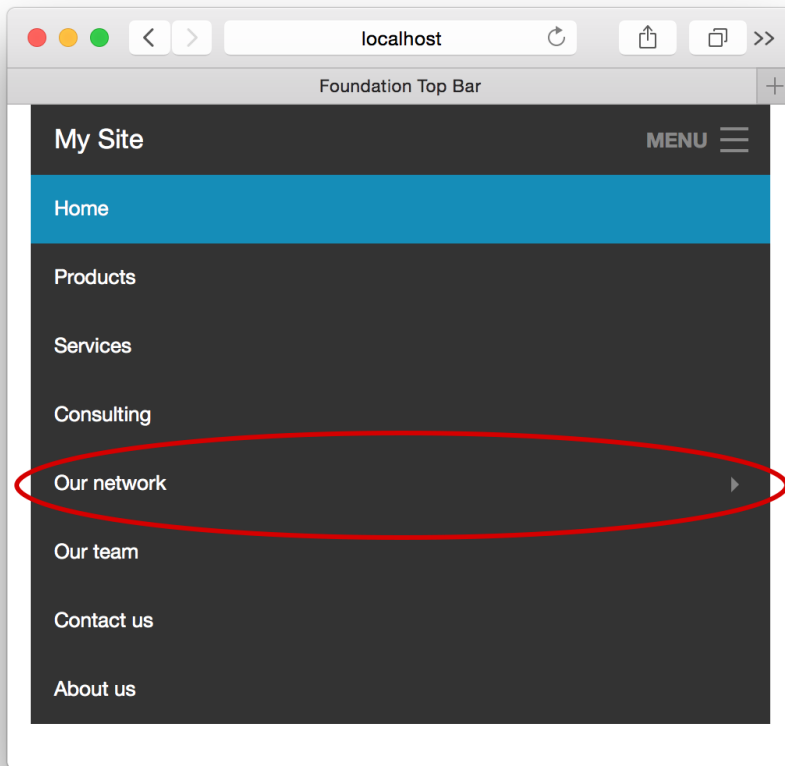 localhost
Foundation Top Bar
My Site MENU
Home
Products
Services
Consulting
Our network
Our team
Contact us
About us